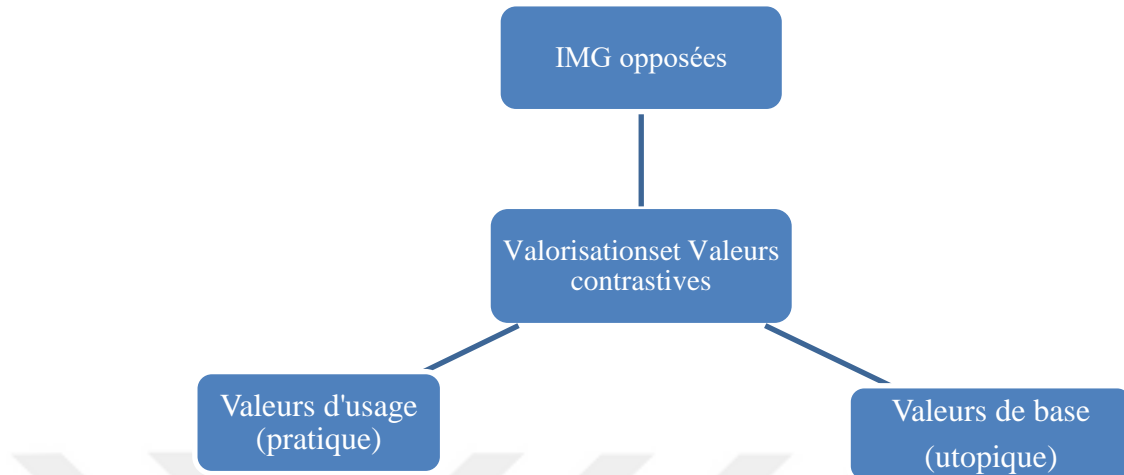 IMG opposées
Valorisationset Valeurs
contrastives
Valeurs d'usage
(pratique)
Valeurs de base
(utopique)